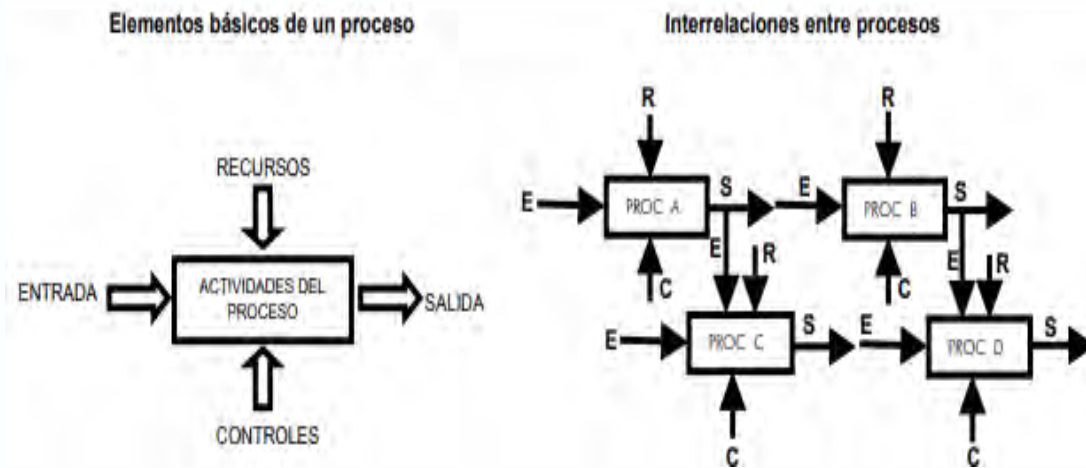 Elementos básicos de un proceso
Interrelaciones entre procesos
RECURSOS
ENTRADA
ACTIVIDADES DEL
PROCESO
SALIDA
CONTROLES
R
R
E
PROC A
S
E
PROC B
S
E
R
E
R
C
C
E
PROC C
S
E
PROC D
S
C
C